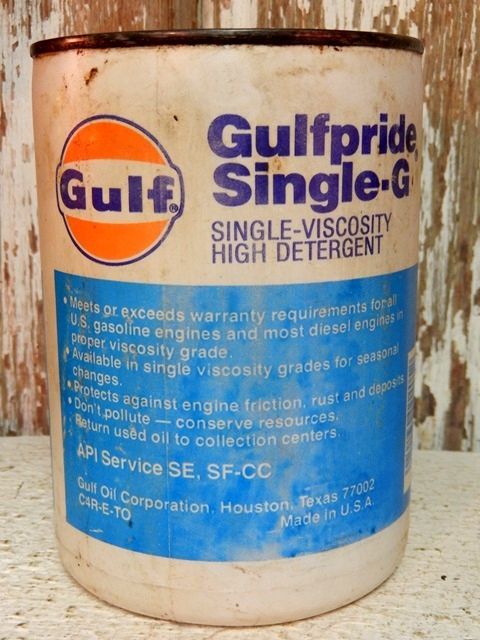 Gulf®
Gulfpride
Single-G
SINGLE-VISCOSITY
HIGH DETERGENT
• Meets or exceeds warranty requirements for all
U.S. gasoline engines and most diesel engines in
proper viscosity grade.
• Available in single viscosity grades for seasonal
changes.
• Protects against engine friction, rust and deposits
• Don't pollute — conserve resources.
Return used oil to collection centers.
API Service SE, SF-CC
Gulf Oil Corporation, Houston, Texas 77002
C4R-E-TO
Made in U.S.A.